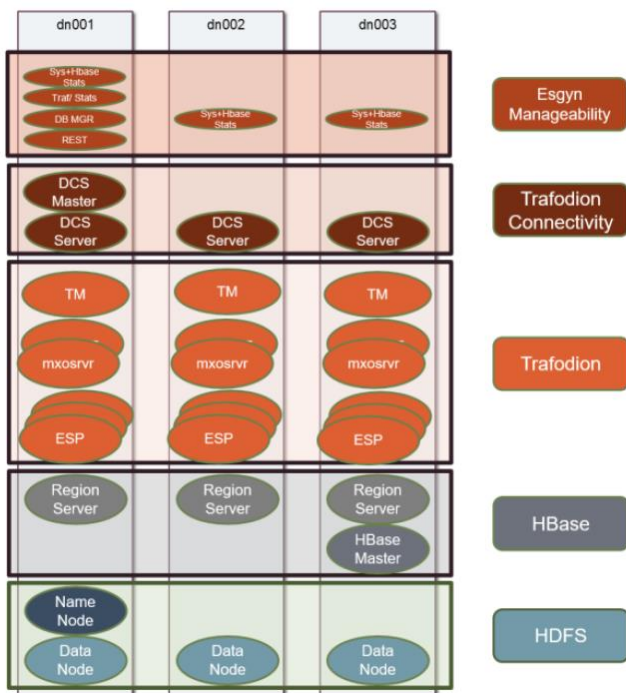 dn001
dn002
dn003
Sys+Hbase
Stats
Traf/ Stats
DB MGR
REST
Sys+Hbase
Stats
Sys+Hbase
Stats
Esgyn
Manageability
DCS
Master
DCS
Server
DCS
Server
DCS
Server
Trafodion
Connectivity
TM
TM
TM
mxosrvr
mxosrvr
mxosrvr
ESP
ESP
ESP
Trafodion
Region
Server
Region
Server
Region
Server
HBase
Master
HBase
Name
Node
Data
Node
Data
Node
Data
Node
HDFS